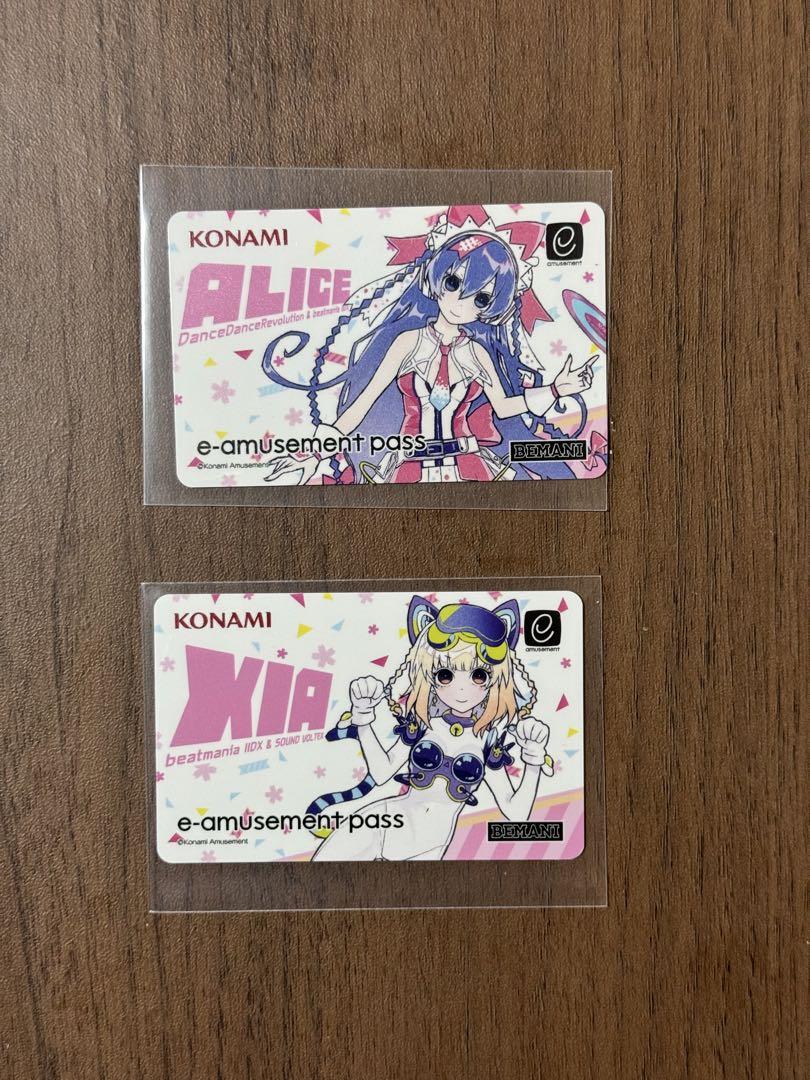 KONAMI
e
amusement
ALICE
DanceDanceRevolution & beatmania IIDX
e-amusement pass
BEMANI
©Konami Amusement
KONAMI
e
amusement
XIA
beatmania IIDX & SOUND VOLTEX
e-amusement pass
BEMANI
©Konami Amusement